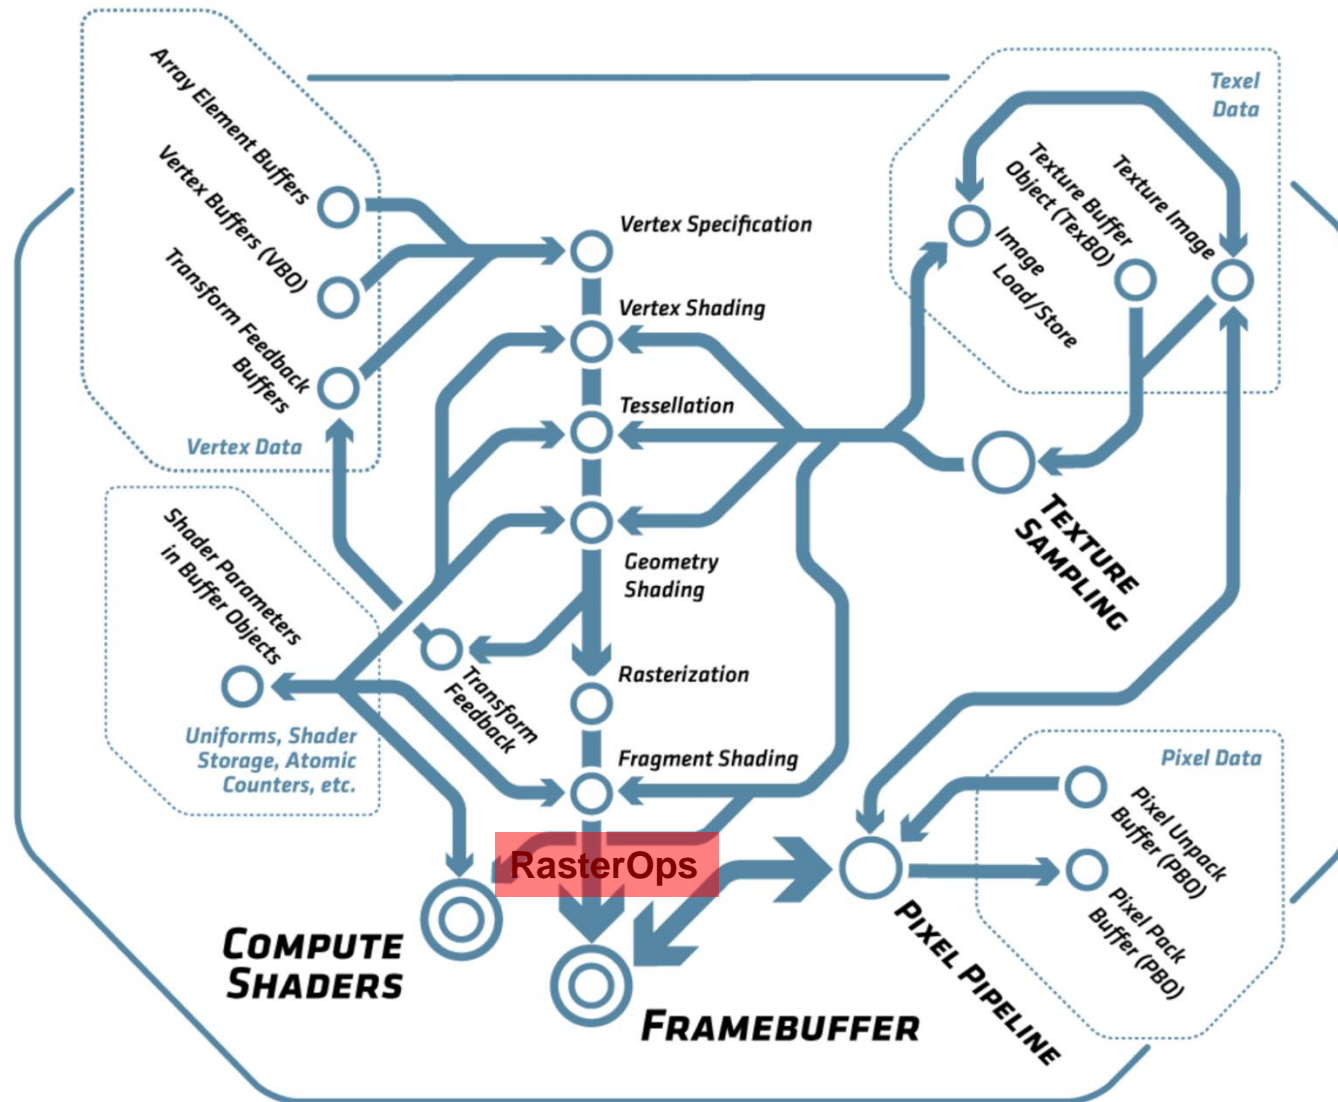 Array Element Buffers
Vertex Buffers (VBO)
Transform Feedback
Buffers
Vertex Data
Vertex Specification
Vertex Shading
Tessellation
Geometry
Shading
Rasterization
Fragment Shading
Texel
Data
Texture Buffer
Object (TexBO)
Texture Image
Image
Load/Store
TEXTURE
SAMPLING
Shader Parameters
in Buffer Objects
Uniforms, Shader
Storage, Atomic
Counters, etc.
Transform
Feedback
RasterOps
COMPUTE
SHADERS
FRAMEBUFFER
PIXEL PIPELINE
Pixel Data
Pixel Unpack
Buffer (PBO)
Pixel Pack
Buffer (PBO)